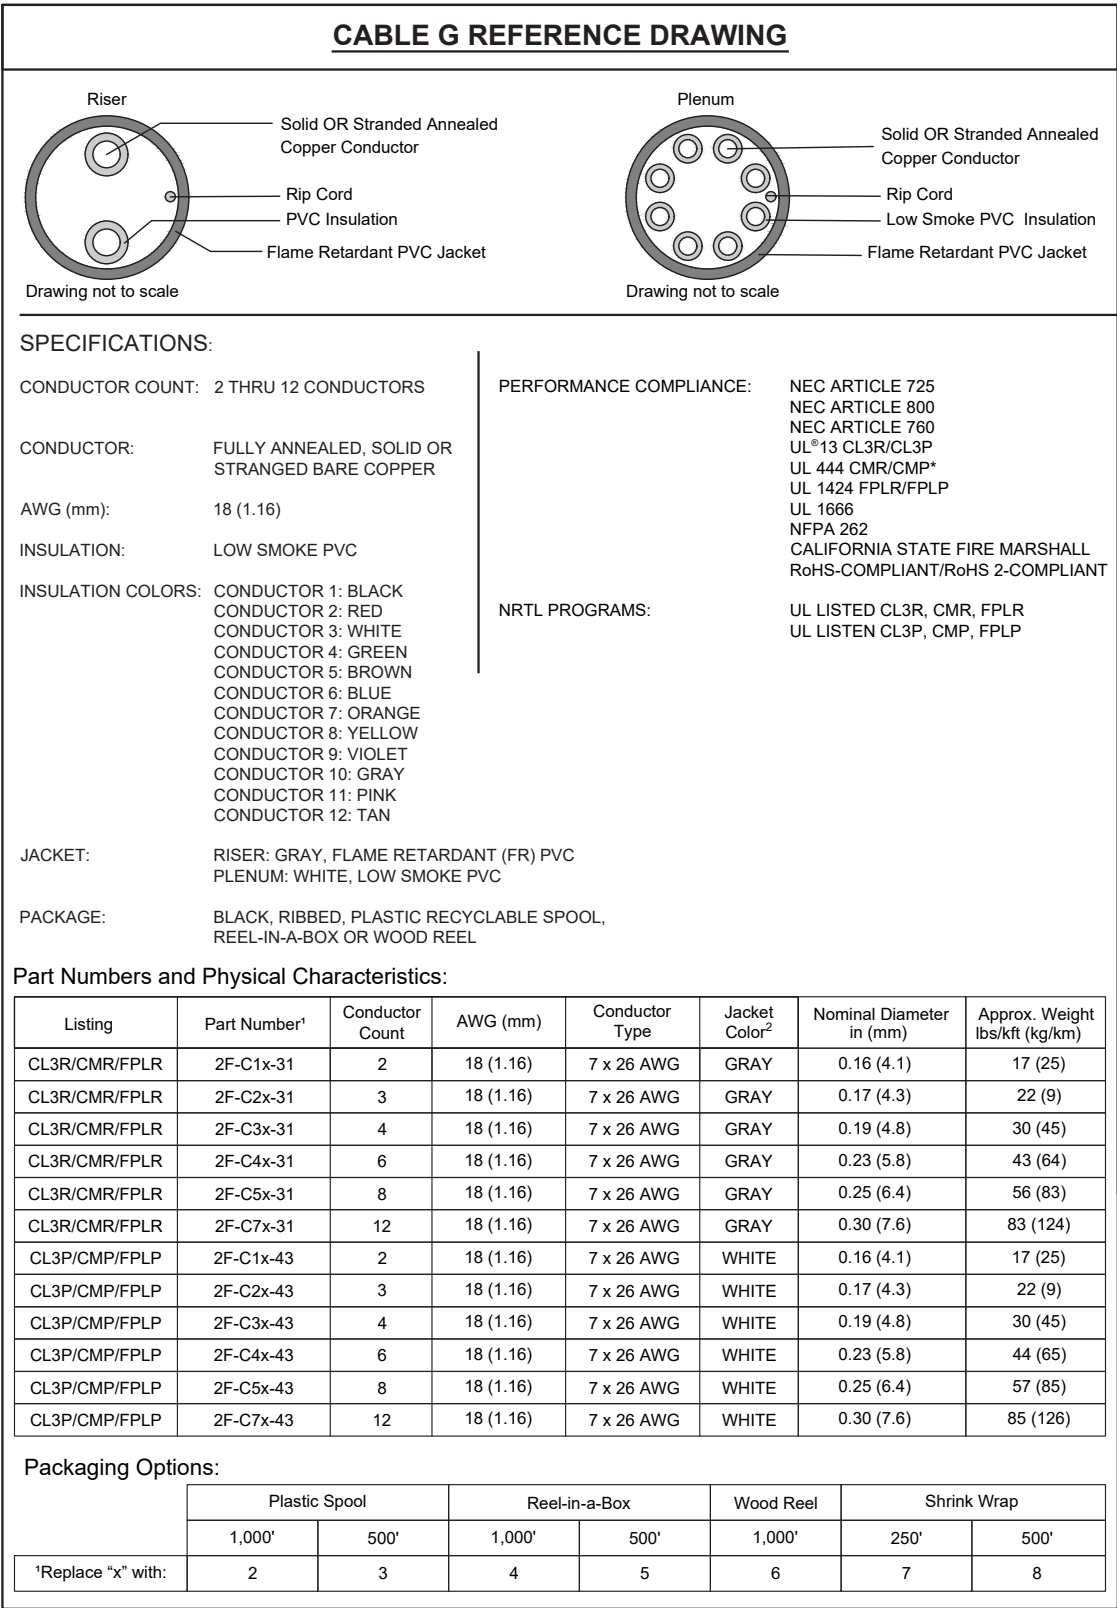 CABLE G REFERENCE DRAWING
Riser
Solid OR Stranded Annealed
Copper Conductor
Rip Cord
PVC Insulation
Flame Retardant PVC Jacket
Drawing not to scale
Plenum
Solid OR Stranded Annealed
Copper Conductor
Rip Cord
Low Smoke PVC Insulation
Flame Retardant PVC Jacket
Drawing not to scale
SPECIFICATIONS:
CONDUCTOR COUNT: 2 THRU 12 CONDUCTORS
CONDUCTOR: FULLY ANNEALED, SOLID OR
STRANGED BARE COPPER
AWG (mm): 18 (1.16)
INSULATION: LOW SMOKE PVC
INSULATION COLORS: CONDUCTOR 1: BLACK
CONDUCTOR 2: RED
CONDUCTOR 3: WHITE
CONDUCTOR 4: GREEN
CONDUCTOR 5: BROWN
CONDUCTOR 6: BLUE
CONDUCTOR 7: ORANGE
CONDUCTOR 8: YELLOW
CONDUCTOR 9: VIOLET
CONDUCTOR 10: GRAY
CONDUCTOR 11: PINK
CONDUCTOR 12: TAN
JACKET: RISER: GRAY, FLAME RETARDANT (FR) PVC
PLENUM: WHITE, LOW SMOKE PVC
PACKAGE: BLACK, RIBBED, PLASTIC RECYCLABLE SPOOL,
REEL-IN-A-BOX OR WOOD REEL
PERFORMANCE COMPLIANCE: NEC ARTICLE 725
NEC ARTICLE 800
NEC ARTICLE 760
UL®13 CL3R/CL3P
UL 444 CMR/CMP*
UL 1424 FPLR/FPLP
UL 1666
NFPA 262
CALIFORNIA STATE FIRE MARSHALL
RoHS-COMPLIANT/RoHS 2-COMPLIANT
NRTL PROGRAMS: UL LISTED CL3R, CMR, FPLR
UL LISTEN CL3P, CMP, FPLP
Part Numbers and Physical Characteristics:
Listing Part Number¹ Conductor Count AWG (mm) Conductor Type Jacket Color² Nominal Diameter in (mm) Approx. Weight lbs/kft (kg/km)
CL3R/CMR/FPLR 2F-C1x-31 2 18 (1.16) 7 x 26 AWG GRAY 0.16 (4.1) 17 (25)
CL3R/CMR/FPLR 2F-C2x-31 3 18 (1.16) 7 x 26 AWG GRAY 0.17 (4.3) 22 (9)
CL3R/CMR/FPLR 2F-C3x-31 4 18 (1.16) 7 x 26 AWG GRAY 0.19 (4.8) 30 (45)
CL3R/CMR/FPLR 2F-C4x-31 6 18 (1.16) 7 x 26 AWG GRAY 0.23 (5.8) 43 (64)
CL3R/CMR/FPLR 2F-C5x-31 8 18 (1.16) 7 x 26 AWG GRAY 0.25 (6.4) 56 (83)
CL3R/CMR/FPLR 2F-C7x-31 12 18 (1.16) 7 x 26 AWG GRAY 0.30 (7.6) 83 (124)
CL3P/CMP/FPLP 2F-C1x-43 2 18 (1.16) 7 x 26 AWG WHITE 0.16 (4.1) 17 (25)
CL3P/CMP/FPLP 2F-C2x-43 3 18 (1.16) 7 x 26 AWG WHITE 0.17 (4.3) 22 (9)
CL3P/CMP/FPLP 2F-C3x-43 4 18 (1.16) 7 x 26 AWG WHITE 0.19 (4.8) 30 (45)
CL3P/CMP/FPLP 2F-C4x-43 6 18 (1.16) 7 x 26 AWG WHITE 0.23 (5.8) 44 (65)
CL3P/CMP/FPLP 2F-C5x-43 8 18 (1.16) 7 x 26 AWG WHITE 0.25 (6.4) 57 (85)
CL3P/CMP/FPLP 2F-C7x-43 12 18 (1.16) 7 x 26 AWG WHITE 0.30 (7.6) 85 (126)
Packaging Options:
Plastic Spool Reel-in-a-Box Wood Reel Shrink Wrap
1,000' 500' 1,000' 500' 1,000' 250' 500'
¹Replace “x” with: 2 3 4 5 6 7 8